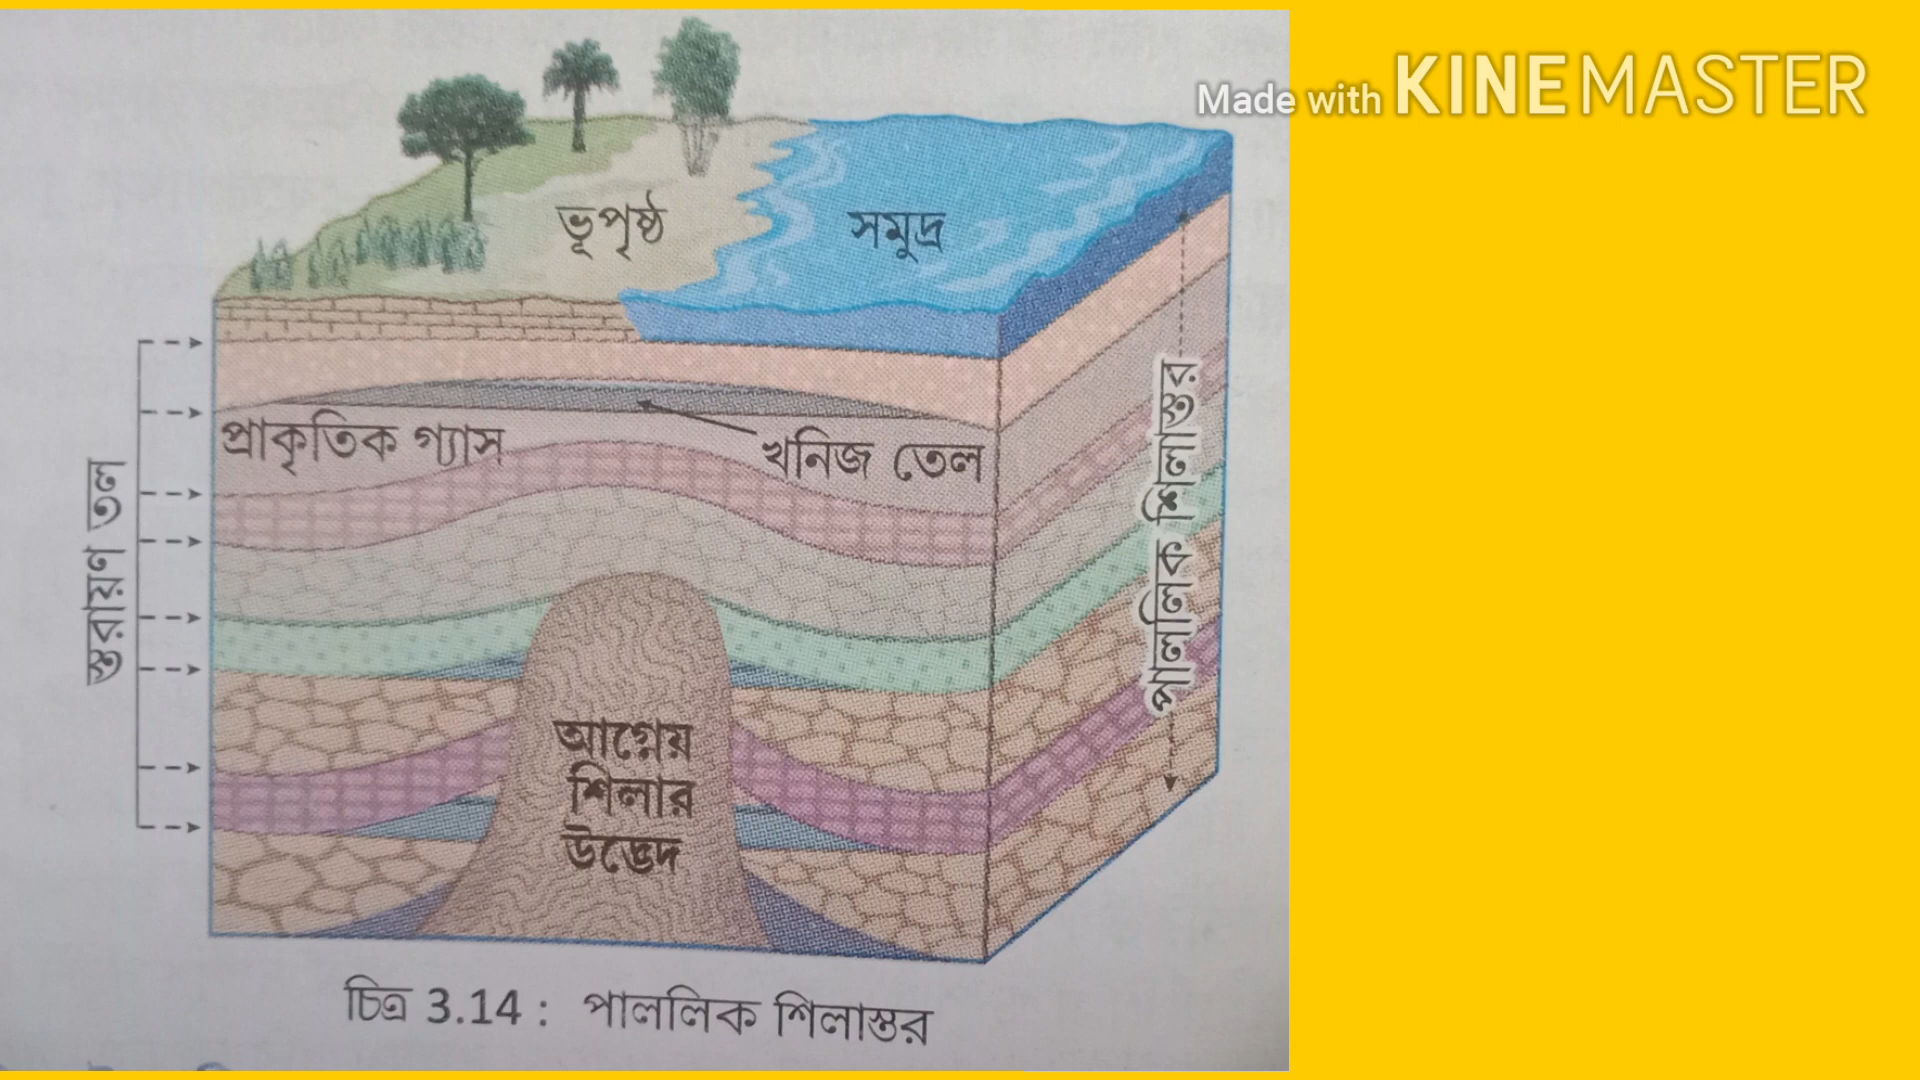 Made with KINEMASTER
ভূপৃষ্ঠ
সমুদ্র
প্রাকৃতিক গ্যাস
খনিজ তেল
স্তরায়ণ তল
পাললিক শিলাস্তর
আগ্নেয়
শিলার
উদ্ভেদ
চিত্র 3.14 : পাললিক শিলাস্তর